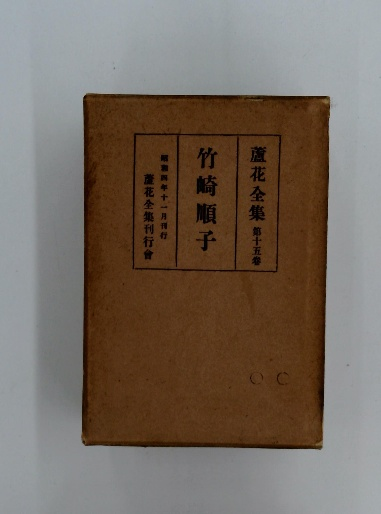 蘆花全集 第十五卷
竹崎順子
昭和四年十一月刊行
蘆花全集刊行會